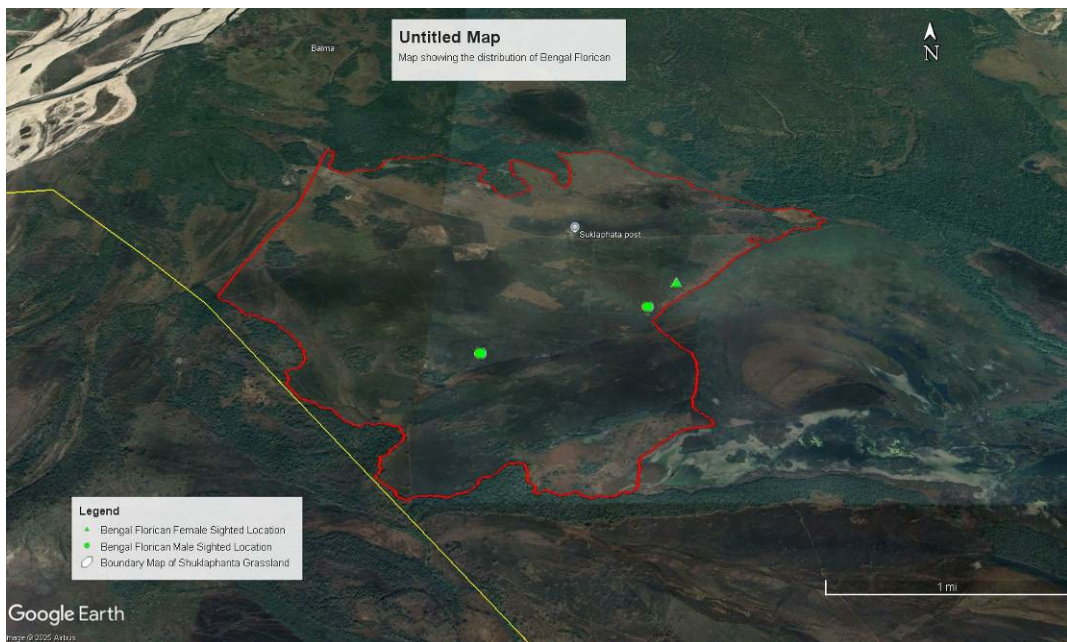 Untitled Map
Map showing the distribution of Bengal Florican
N
Balma
Suklaphata post
Legend
Bengal Florican Female Sighted Location
Bengal Florican Male Sighted Location
Boundary Map of Shuklaphanta Grassland
1 mi
Google Earth
Image © 2025 Airbus